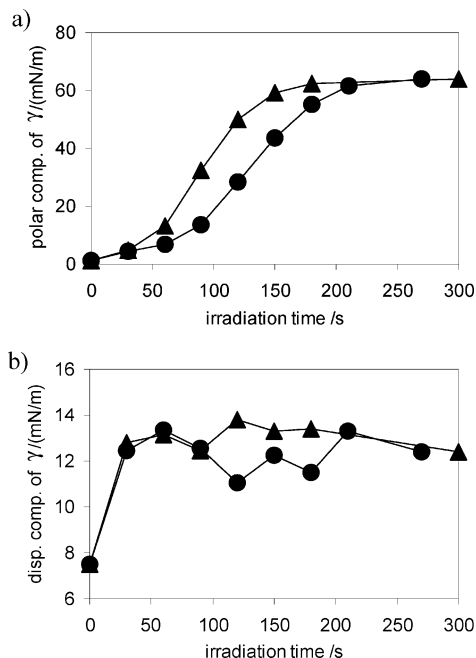 a)
80
60
40
20
0
polar comp. of γ/(mN/m)
0 50 100 150 200 250 300
irradiation time /s
b)
16
14
12
10
8
6
disp. comp. of γ/(mN/m)
0 50 100 150 200 250 300
irradiation time /s